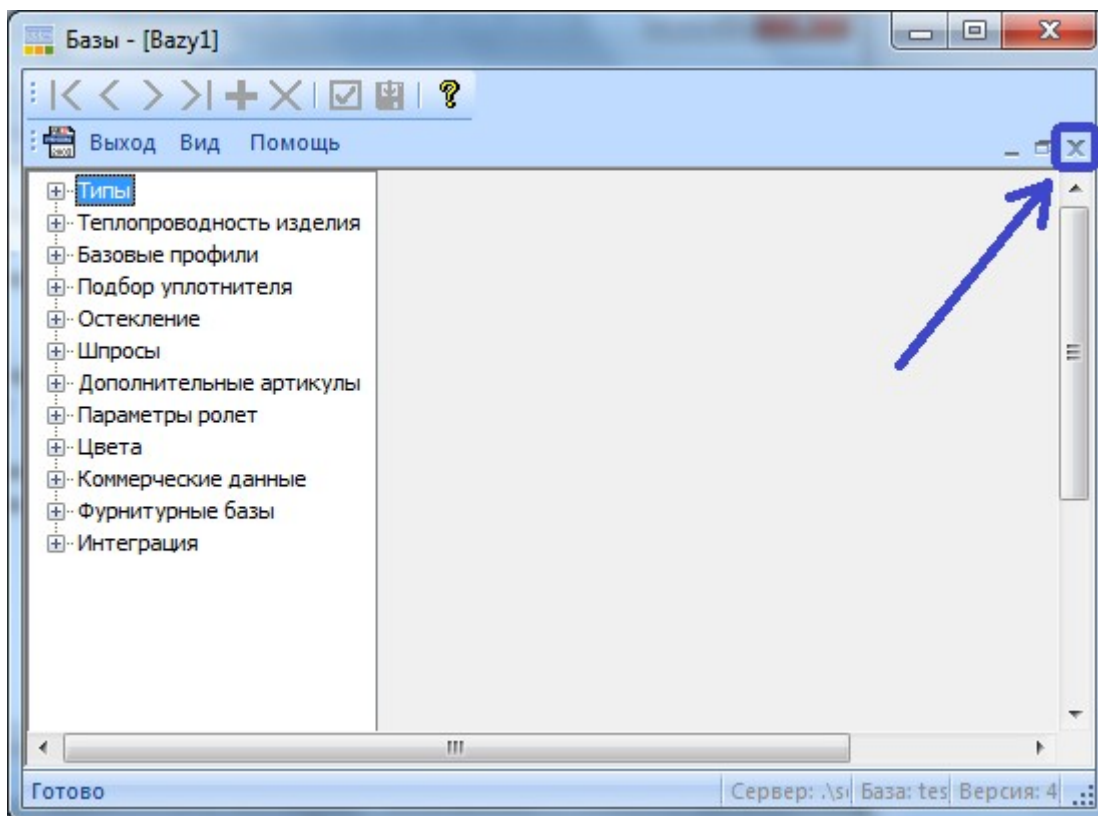 Базы - [Bazy1]
Выход Вид Помощь
Типы
Теплопроводность изделия
Базовые профили
Подбор уплотнителя
Остекление
Шпросы
Дополнительные артикулы
Параметры ролет
Цвета
Коммерческие данные
Фурнитурные базы
Интеграция
Готово Сервер: .\s База: tes Версия: 4